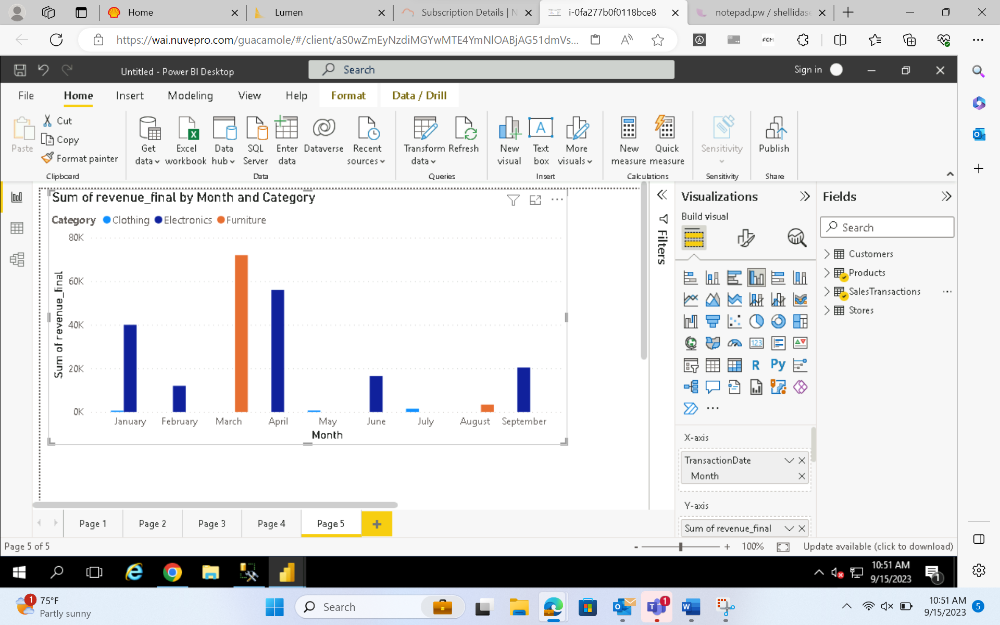 Home
Lumen
Subscription Details | N
i-0fa277b0f0118bce8
notepad.pw / shellidase
https://wai.nuvepro.com/guacamole/#/client/aS0wZmEyNzdiMGYwMTE4YmNlOABjAG51dmVs...
FCM
Untitled - Power BI Desktop
Search
Sign in
File Home Insert Modeling View Help Format Data / Drill
Paste
Cut
Copy
Format painter
Clipboard
Get data
Excel workbook
Data hub
SQL Server
Enter data
Dataverse
Recent sources
Data
Transform data
Refresh
Queries
New visual
Text box
More visuals
Insert
New measure
Quick measure
Calculations
Sensitivity
Sensitivity
Publish
Share
Sum of revenue_final by Month and Category
Category Clothing Electronics Furniture
80K
60K
40K
20K
0K
Sum of revenue_final
January February March April May June July August September
Month
Filters
Visualizations
Build visual
123
R Py
X-axis
TransactionDate
Month
Y-axis
Sum of revenue_final
Fields
Search
Customers
Products
SalesTransactions
Stores
Page 1 Page 2 Page 3 Page 4 Page 5
Page 5 of 5
- + 100%
Update available (click to download)
10:51 AM
9/15/2023
1
1
75°F
Partly sunny
Search
1
10:51 AM
9/15/2023
5